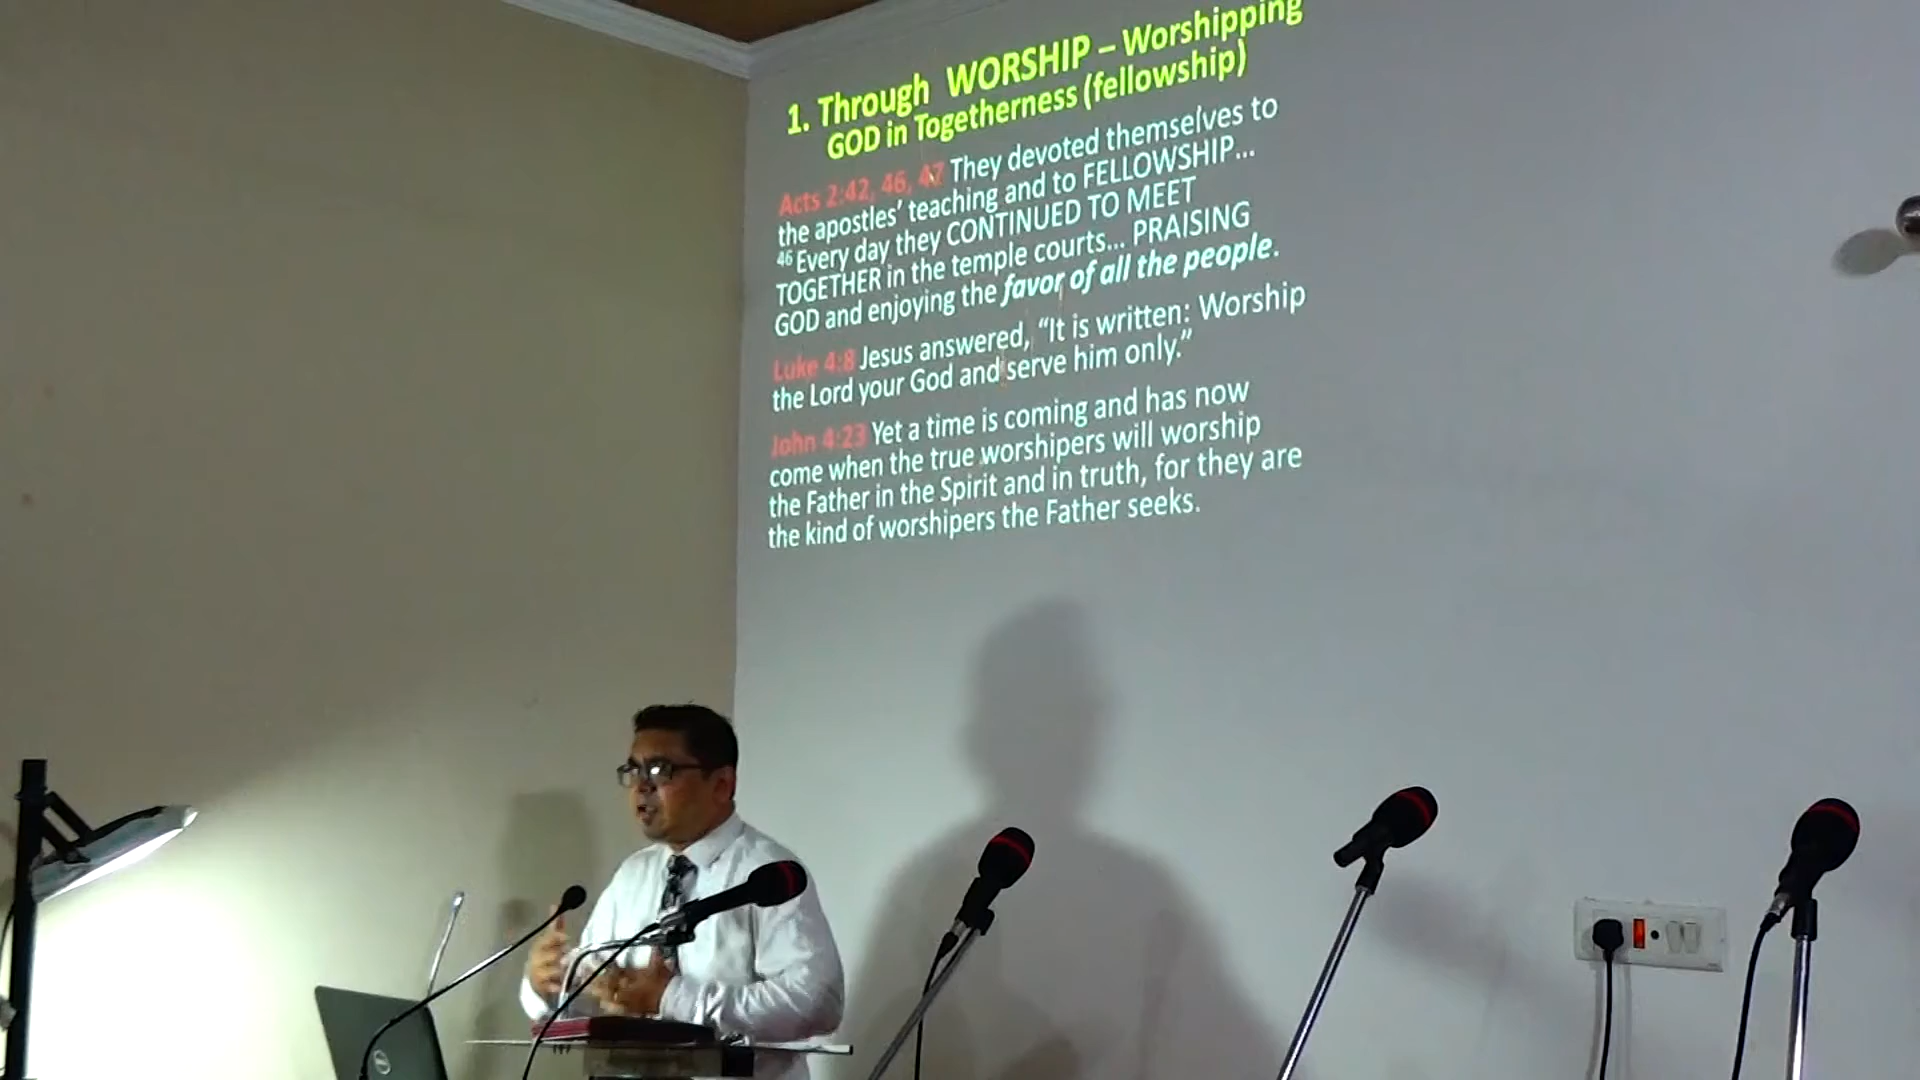 1. Through WORSHIP – Worshipping
GOD in Togetherness (fellowship)
Acts 2:42, 46, 47 They devoted themselves to
the apostles’ teaching and to FELLOWSHIP...
46 Every day they CONTINUED TO MEET
TOGETHER in the temple courts... PRAISING
GOD and enjoying the favor of all the people.
Luke 4:8 Jesus answered, “It is written: Worship
the Lord your God and serve him only.”
John 4:23 Yet a time is coming and has now
come when the true worshipers will worship
the Father in the Spirit and in truth, for they are
the kind of worshipers the Father seeks.